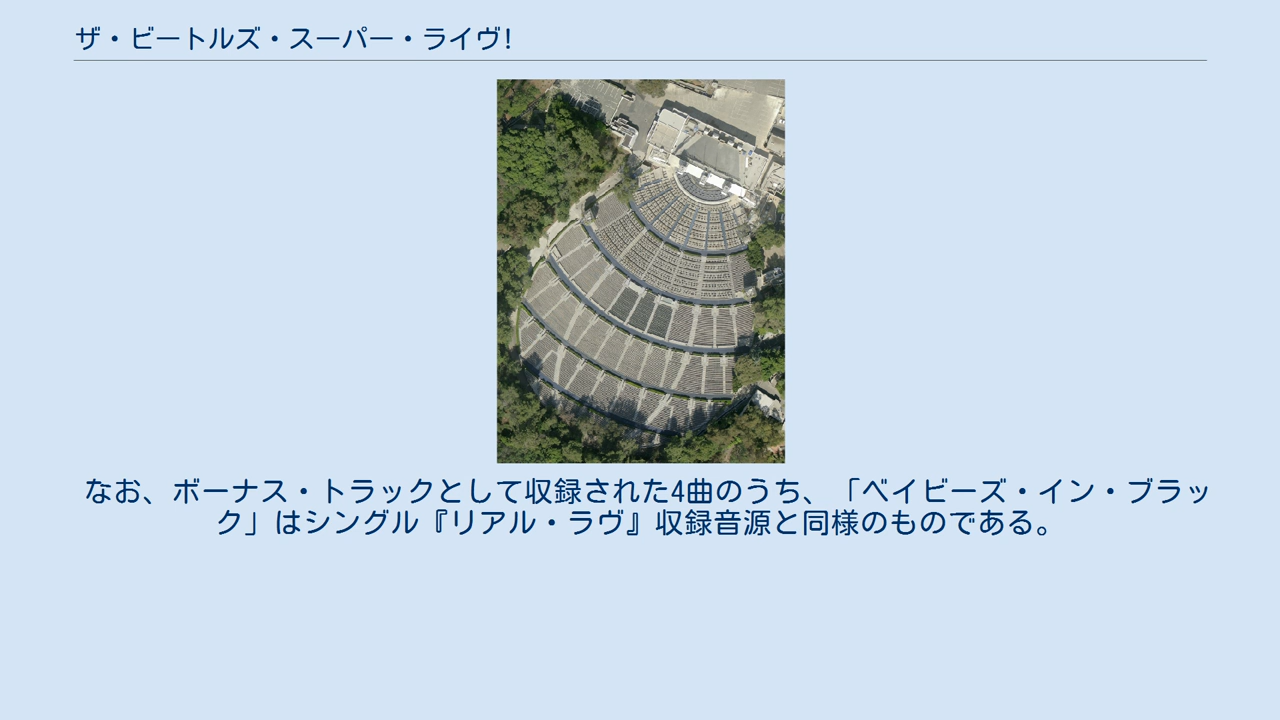 ザ・ビートルズ・スーパー・ライヴ!
なお、ボーナス・トラックとして収録された4曲のうち、「ベイビーズ・イン・ブラッ
ク」はシングル『リアル・ラヴ』収録音源と同様のものである。